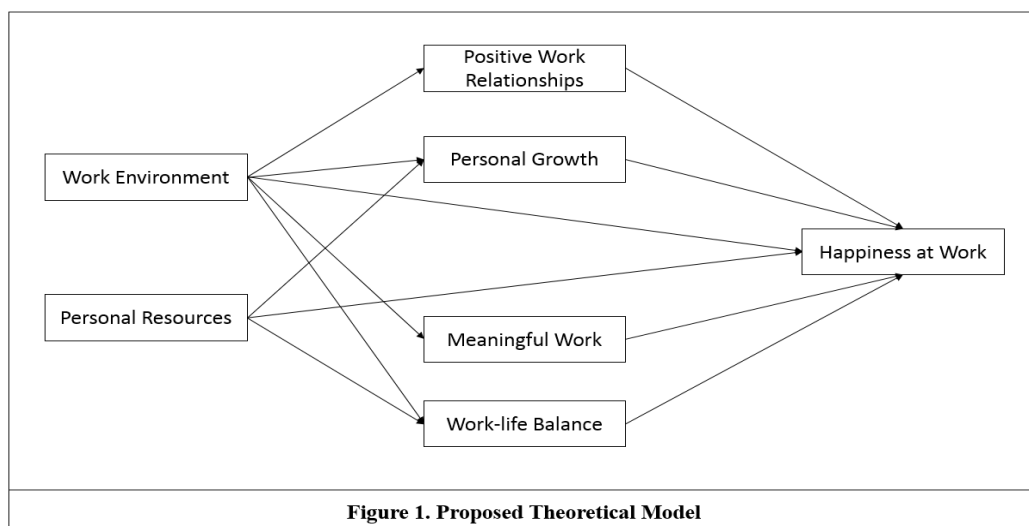 Positive Work
Relationships
Personal Growth
Work Environment
Happiness at Work
Personal Resources
Meaningful Work
Work-life Balance
Figure 1. Proposed Theoretical Model